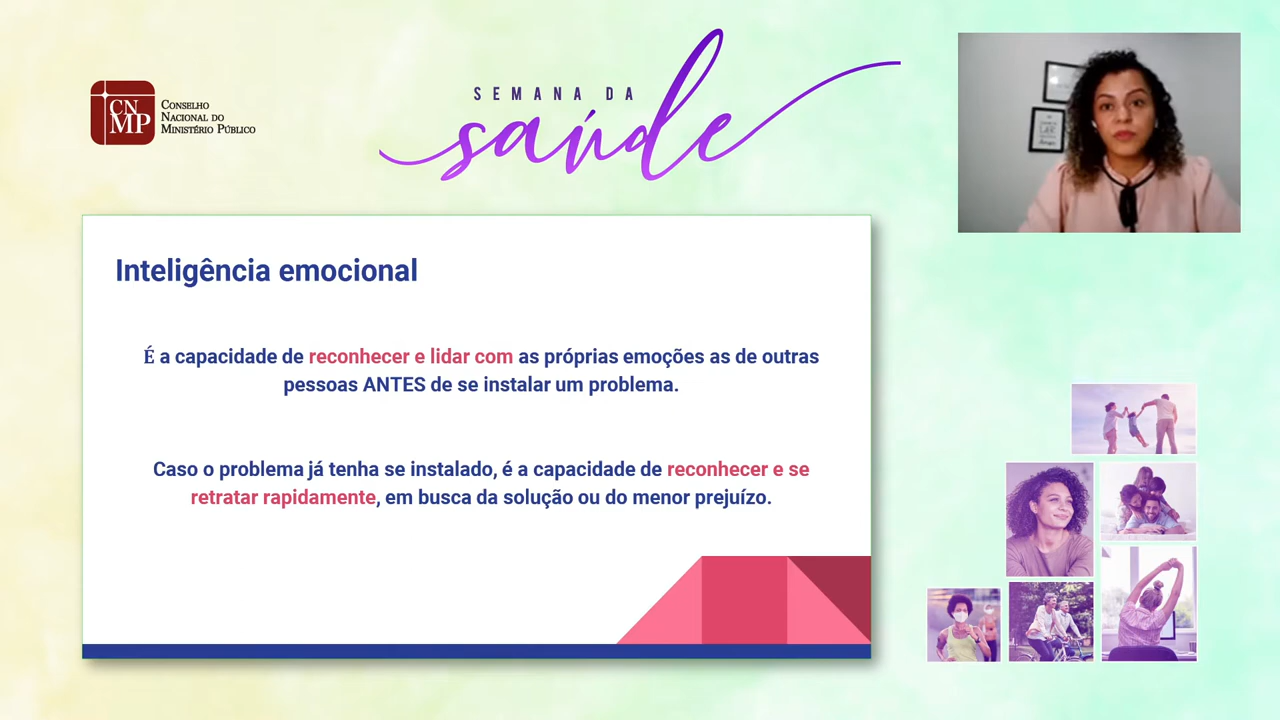 CN
MP
CONSELHO
NACIONAL DO
MINISTÉRIO PÚBLICO
SEMANA DA
saúde
Inteligência emocional
É a capacidade de reconhecer e lidar com as próprias emoções as de outras
pessoas ANTES de se instalar um problema.
Caso o problema já tenha se instalado, é a capacidade de reconhecer e se
retratar rapidamente, em busca da solução ou do menor prejuízo.